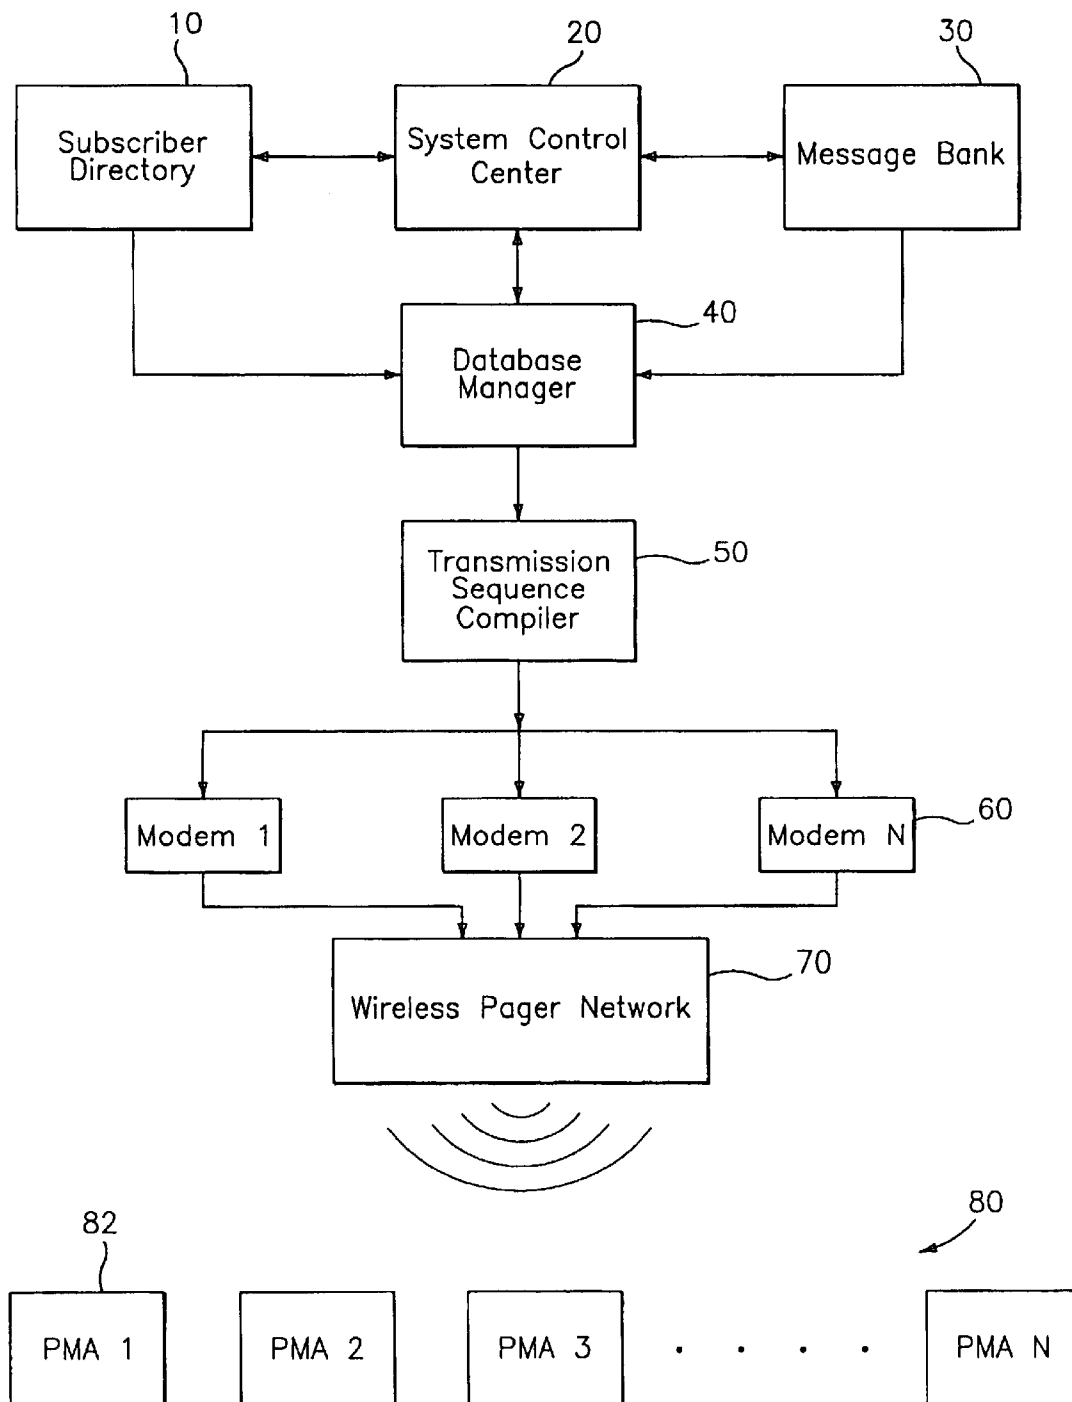 10
20
30
Subscriber
Directory
System Control
Center
Message Bank
40
Database
Manager
50
Transmission
Sequence
Compiler
60
Modem 1
Modem 2
Modem N
70
Wireless Pager Network
80
82
PMA 1
PMA 2
PMA 3
PMA N